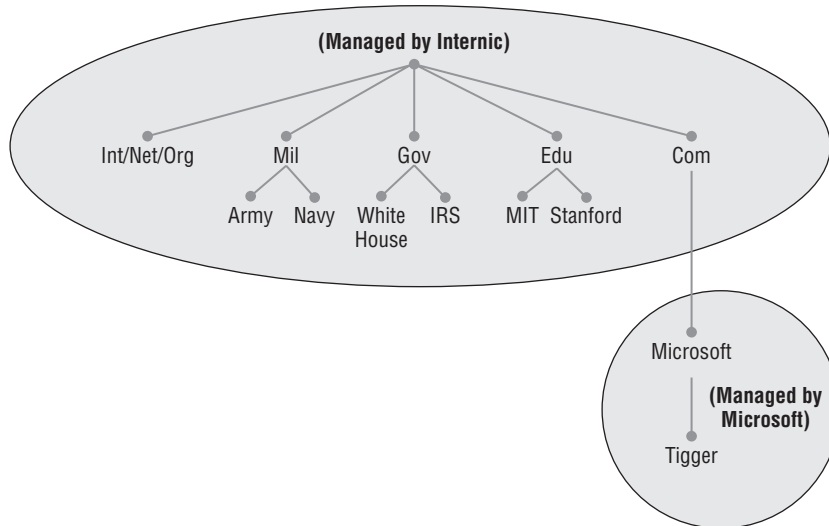 (Managed by Internic)
Int/Net/Org Mil Gov Edu Com
Army Navy White House IRS MIT Stanford
Microsoft
(Managed by
Microsoft)
Tigger